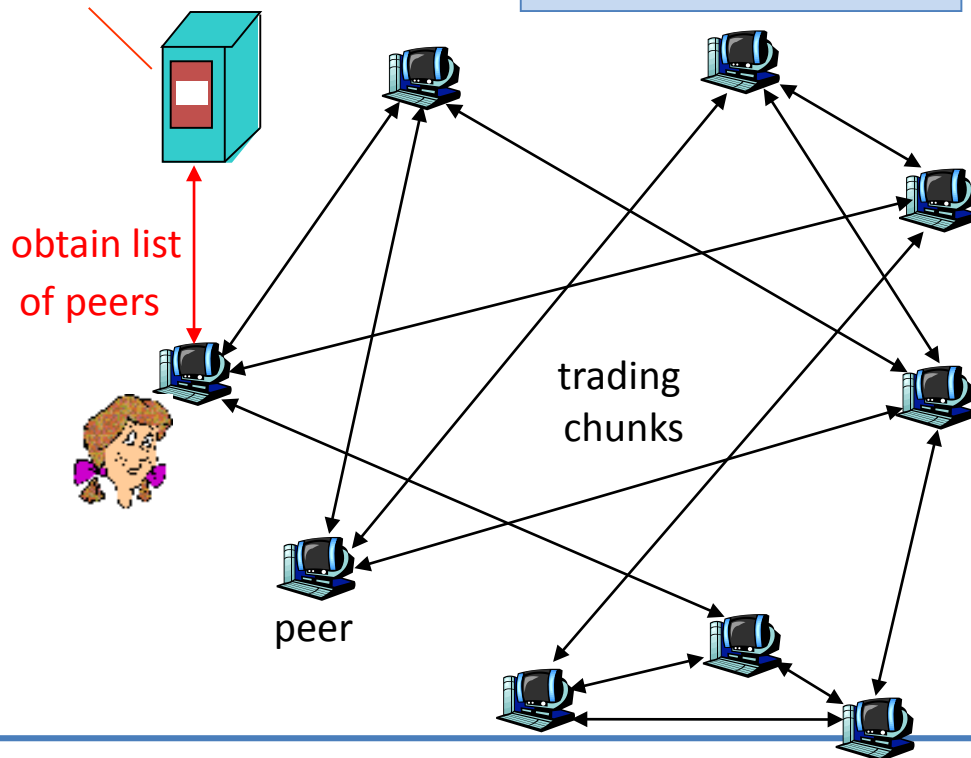 obtain list
of peers
trading
chunks
peer